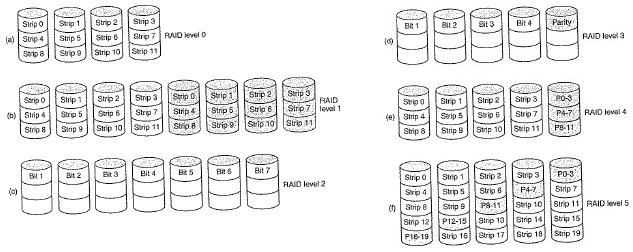 (a) Strip 0 Strip 1 Strip 2 Strip 3
Strip 4 Strip 5 Strip 6 Strip 7 RAID level 0
Strip 8 Strip 9 Strip 10 Strip 11
(b) Strip 0 Strip 1 Strip 2 Strip 3 Strip 0 Strip 1 Strip 2 Strip 3
Strip 4 Strip 5 Strip 6 Strip 7 Strip 4 Strip 5 Strip 6 Strip 7 RAID level 1
Strip 8 Strip 9 Strip 10 Strip 11 Strip 8 Strip 9 Strip 10 Strip 11
(c) Bit 1 Bit 2 Bit 3 Bit 4 Bit 5 Bit 6 Bit 7
RAID level 2
(d) Bit 1 Bit 2 Bit 3 Bit 4 Parity
RAID level 3
(e) Strip 0 Strip 1 Strip 2 Strip 3 P0-3
Strip 4 Strip 5 Strip 6 Strip 7 P4-7 RAID level 4
Strip 8 Strip 9 Strip 10 Strip 11 P8-11
(f) Strip 0 Strip 1 Strip 2 Strip 3 P0-3
Strip 4 Strip 5 Strip 6 P4-7 Strip 7
Strip 8 Strip 9 P8-11 Strip 10 Strip 11 RAID level 5
Strip 12 P12-15 Strip 13 Strip 14 Strip 15
P16-19 Strip 16 Strip 17 Strip 18 Strip 19